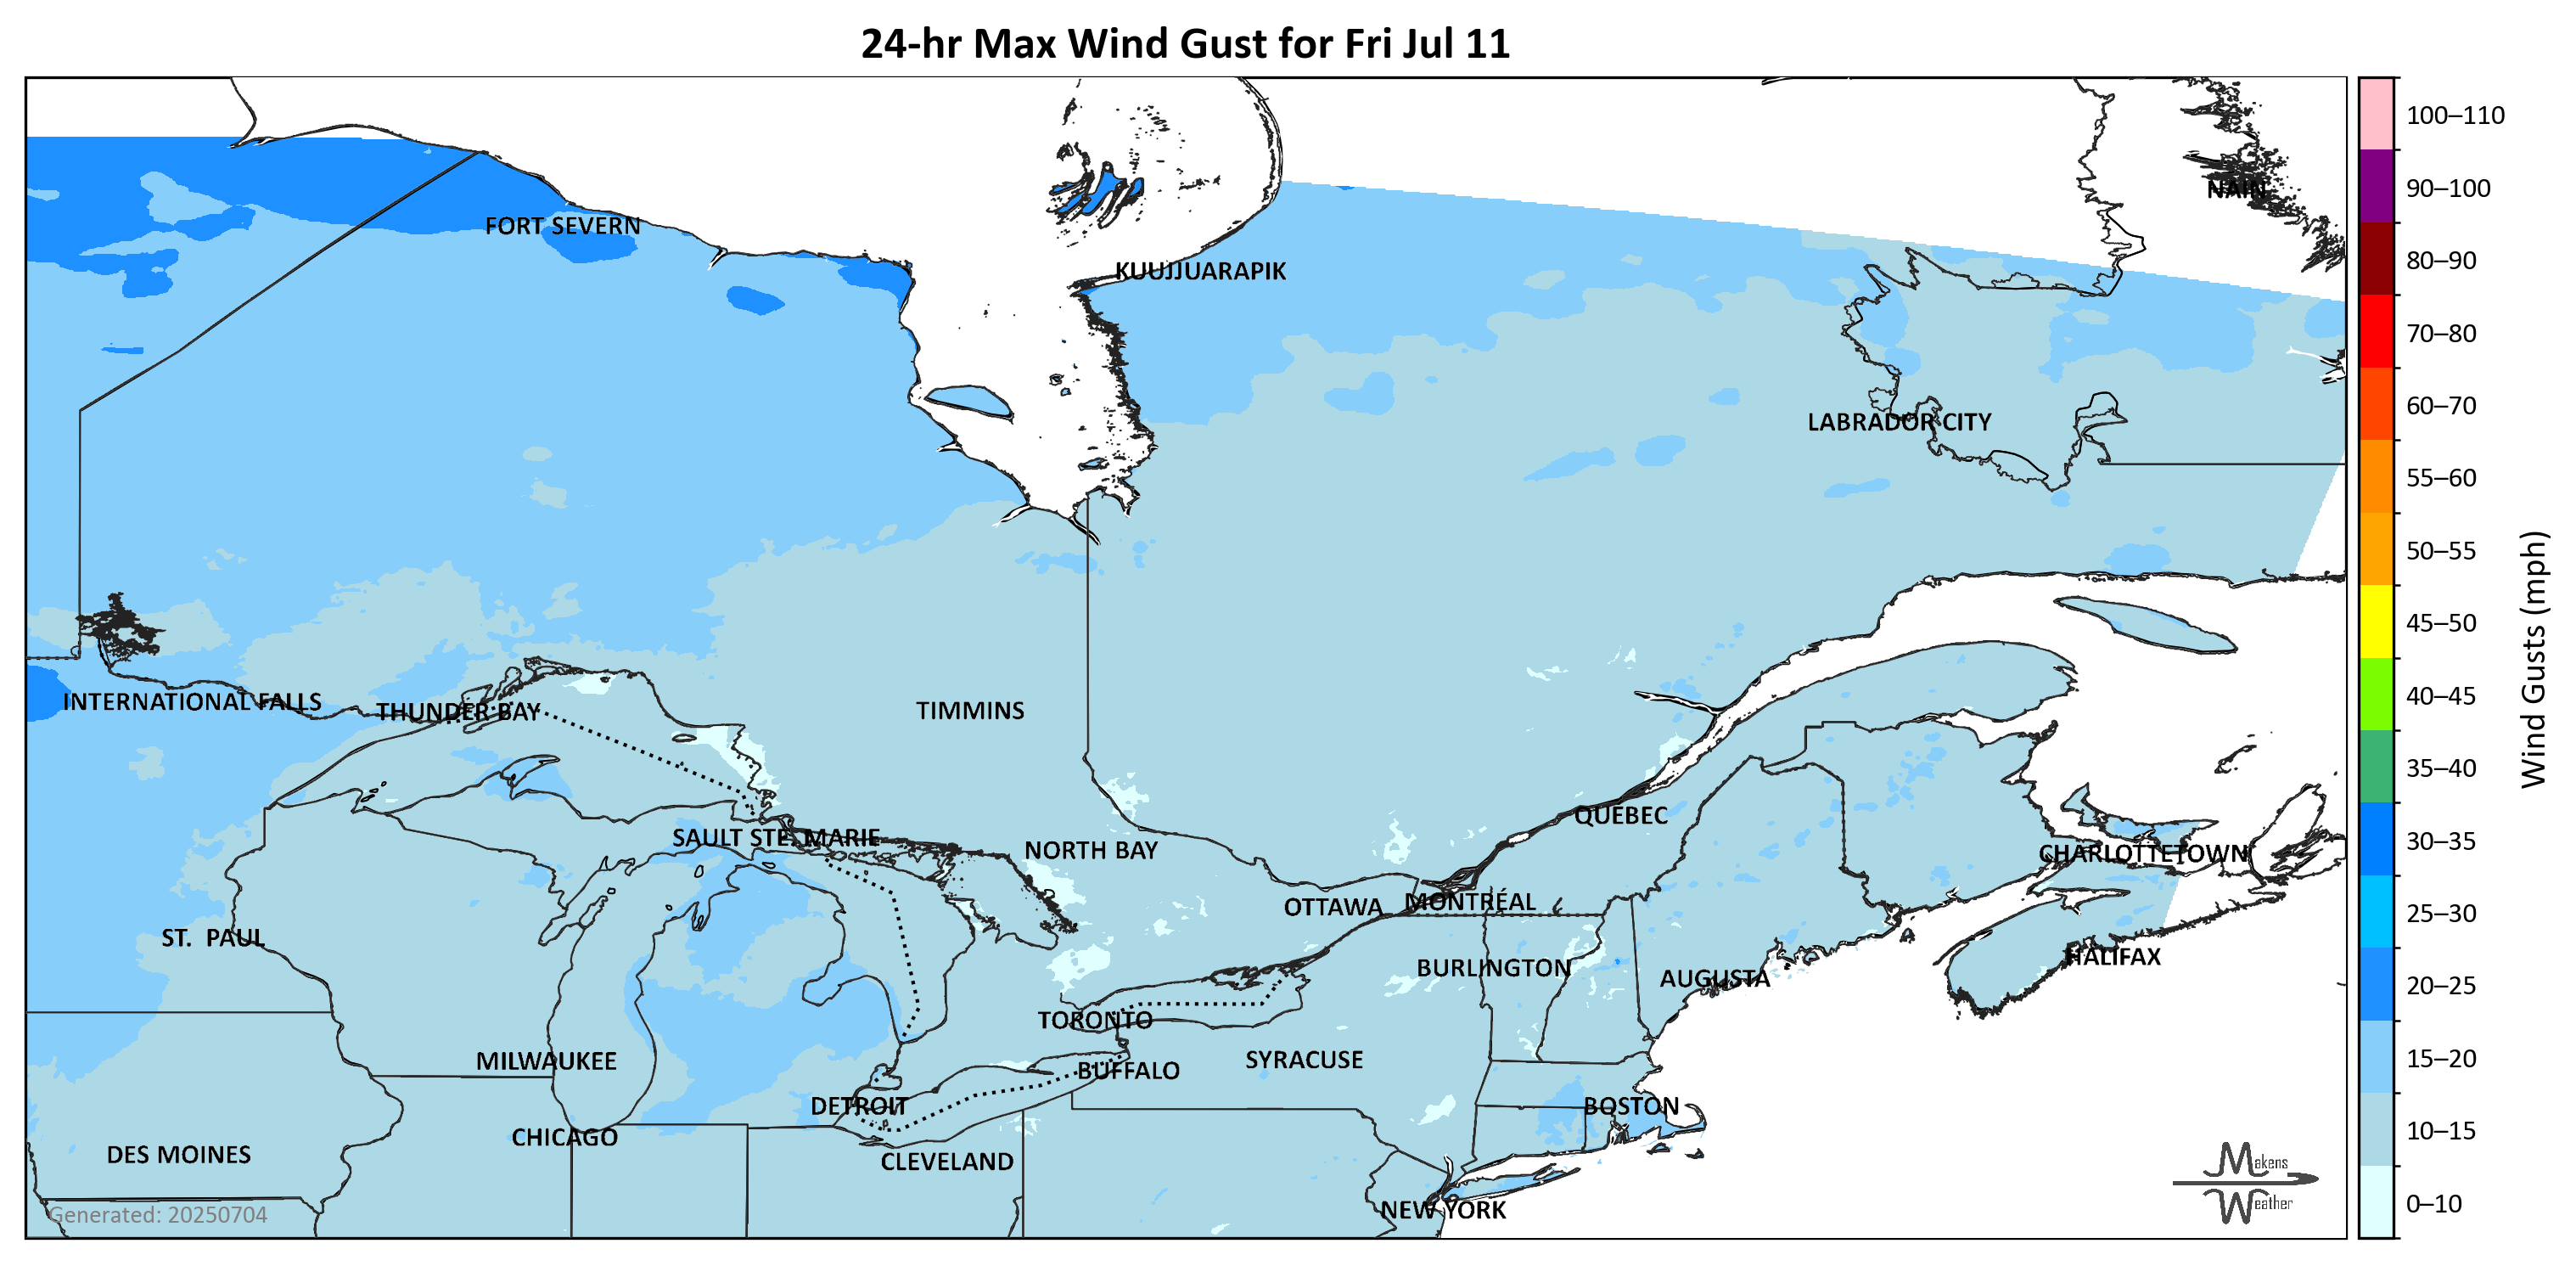 24-hr Max Wind Gust for Fri Jul 11
NAIN
FORT SEVERN
KUUJJUARAPIK
LABRADOR CITY
INTERNATIONAL FALLS
THUNDER BAY
TIMMINS
QUÉBEC
SAULT STE. MARIE
NORTH BAY
CHARLOTTETOWN
OTTAWA
MONTRÉAL
ST.  PAUL
HALIFAX
BURLINGTON
AUGUSTA
TORONTO
MILWAUKEE
BUFFALO
SYRACUSE
DETROIT
BOSTON
CHICAGO
DES MOINES
CLEVELAND
NEW YORK
Generated: 20250704
Makens
Weather
100–110
90–100
80–90
70–80
60–70
55–60
50–55
45–50
40–45
35–40
30–35
25–30
20–25
15–20
10–15
0–10
Wind Gusts (mph)